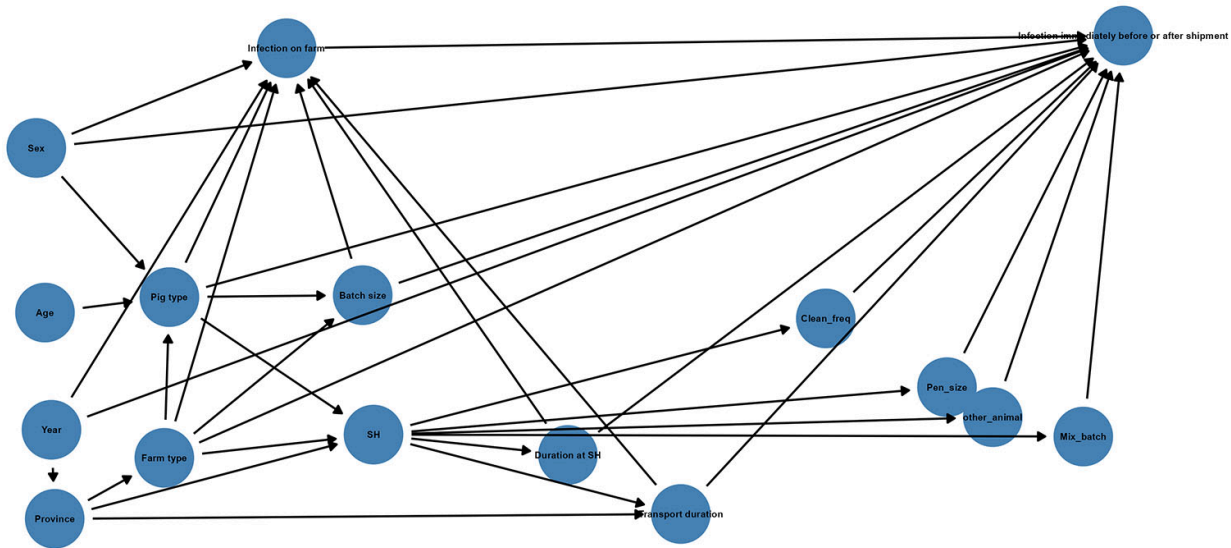 Infection immediately before or after shipment
Infection on farm
Sex
Pig type
Batch size
Age
Clean_freq
Pen_size
other_animal
Year
SH
Mix_batch
Farm type
Duration at SH
Province
Transport duration